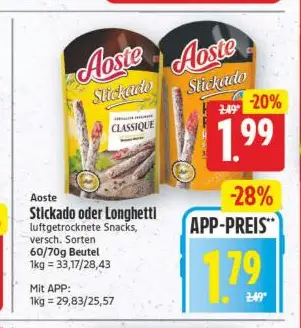 Aoste
Stickado
CLASSIQUE
Aoste
Stickado
2.49* -20%
1.99
-28%
APP-PREIS**
1.79
2.49*
Aoste
Stickado oder Longhetti
luftgetrocknete Snacks,
versch. Sorten
60/70g Beutel
1kg = 33,17/28,43
Mit APP:
1kg = 29,83/25,57